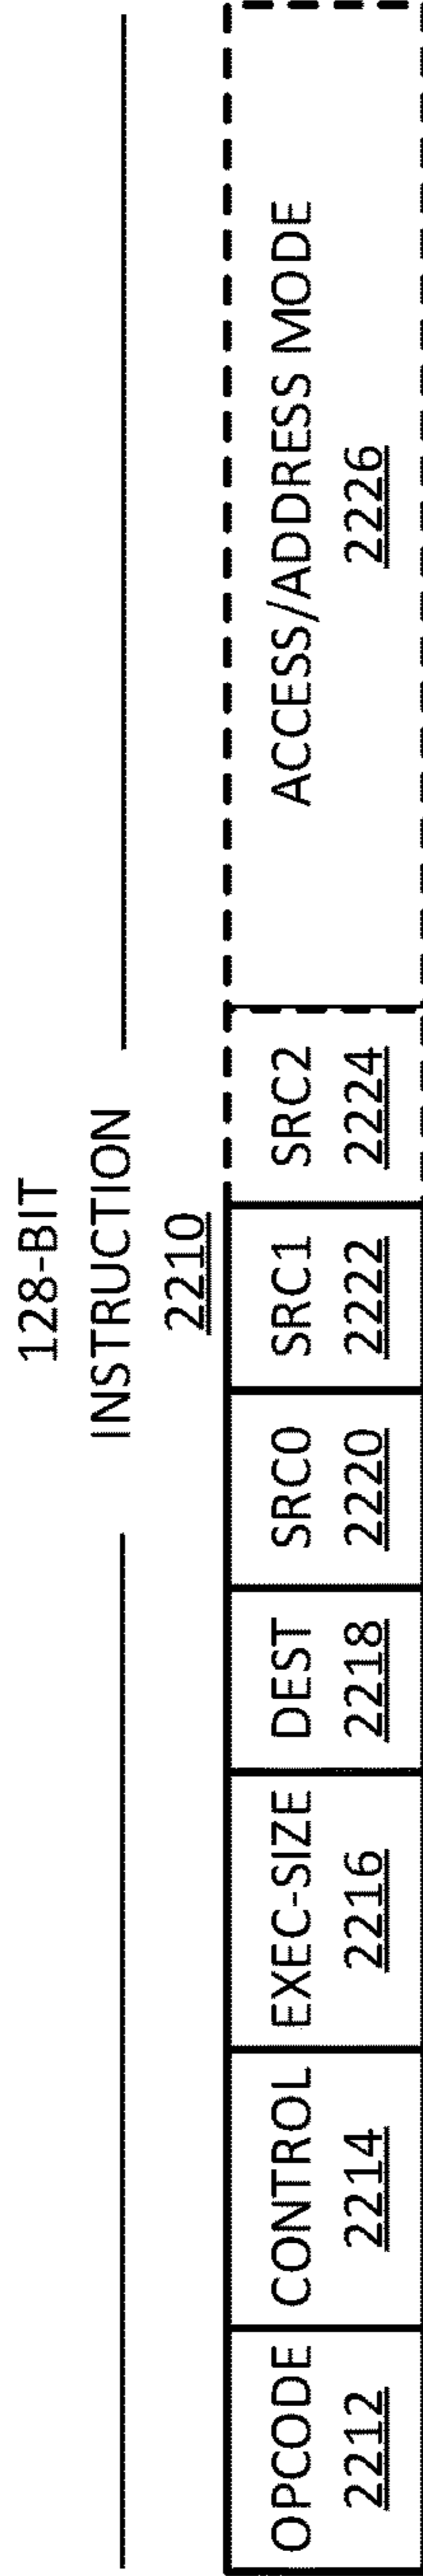 128-BIT
INSTRUCTION
2210
OPCODE
2212
CONTROL
2214
EXEC-SIZE
2216
DEST
2218
SRC0
2220
SRC1
2222
SRC2
2224
ACCESS/ADDRESS MODE
2226